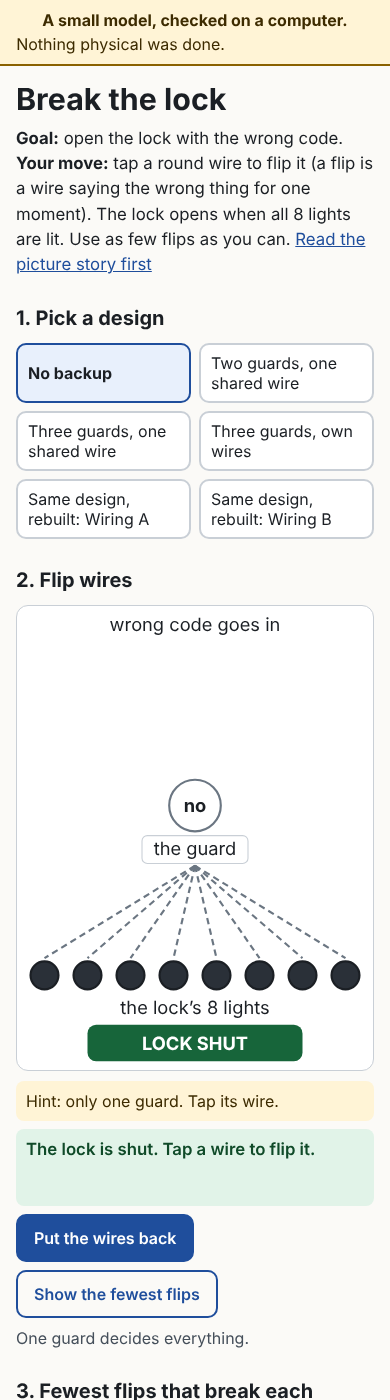 A small model, checked on a computer.
Nothing physical was done.
Break the lock
Goal: open the lock with the wrong code.
Your move: tap a round wire to flip it (a flip is
a wire saying the wrong thing for one
moment). The lock opens when all 8 lights
are lit. Use as few flips as you can. Read the
picture story first
1. Pick a design
No backup
Two guards, one
shared wire
Three guards, one
shared wire
Three guards, own
wires
Same design,
rebuilt: Wiring A
Same design,
rebuilt: Wiring B
2. Flip wires
wrong code goes in
no
the guard
the lock’s 8 lights
LOCK SHUT
Hint: only one guard. Tap its wire.
The lock is shut. Tap a wire to flip it.
Put the wires back
Show the fewest flips
One guard decides everything.
3. Fewest flips that break each